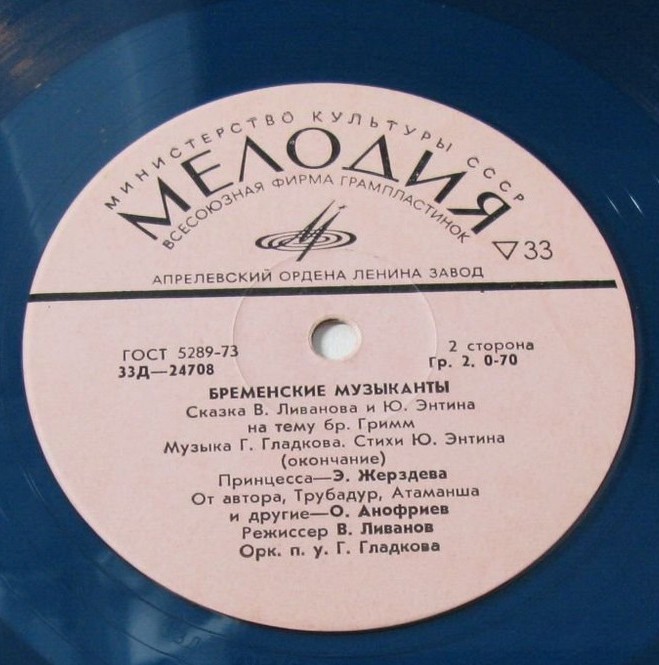 МИНИСТЕРСТВО КУЛЬТУРЫ СССР
МЕЛОДИЯ
ВСЕСОЮЗНАЯ ФИРМА ГРАМПЛАСТИНОК
33
АПРЕЛЕВСКИЙ ОРДЕНА ЛЕНИНА ЗАВОД
ГОСТ 5289-73
2 сторона
33Д—24708
Гр. 2. 0-70
БРЕМЕНСКИЕ МУЗЫКАНТЫ
Сказка В. Ливанова и Ю. Энтина
на тему бр. Гримм
Музыка Г. Гладкова. Стихи Ю. Энтина
(окончание)
Принцесса—Э. Жерздева
От автора, Трубадур, Атаманша
и другие—О. Анофриев
Режиссер В. Ливанов
Орк. п. у. Г. Гладкова